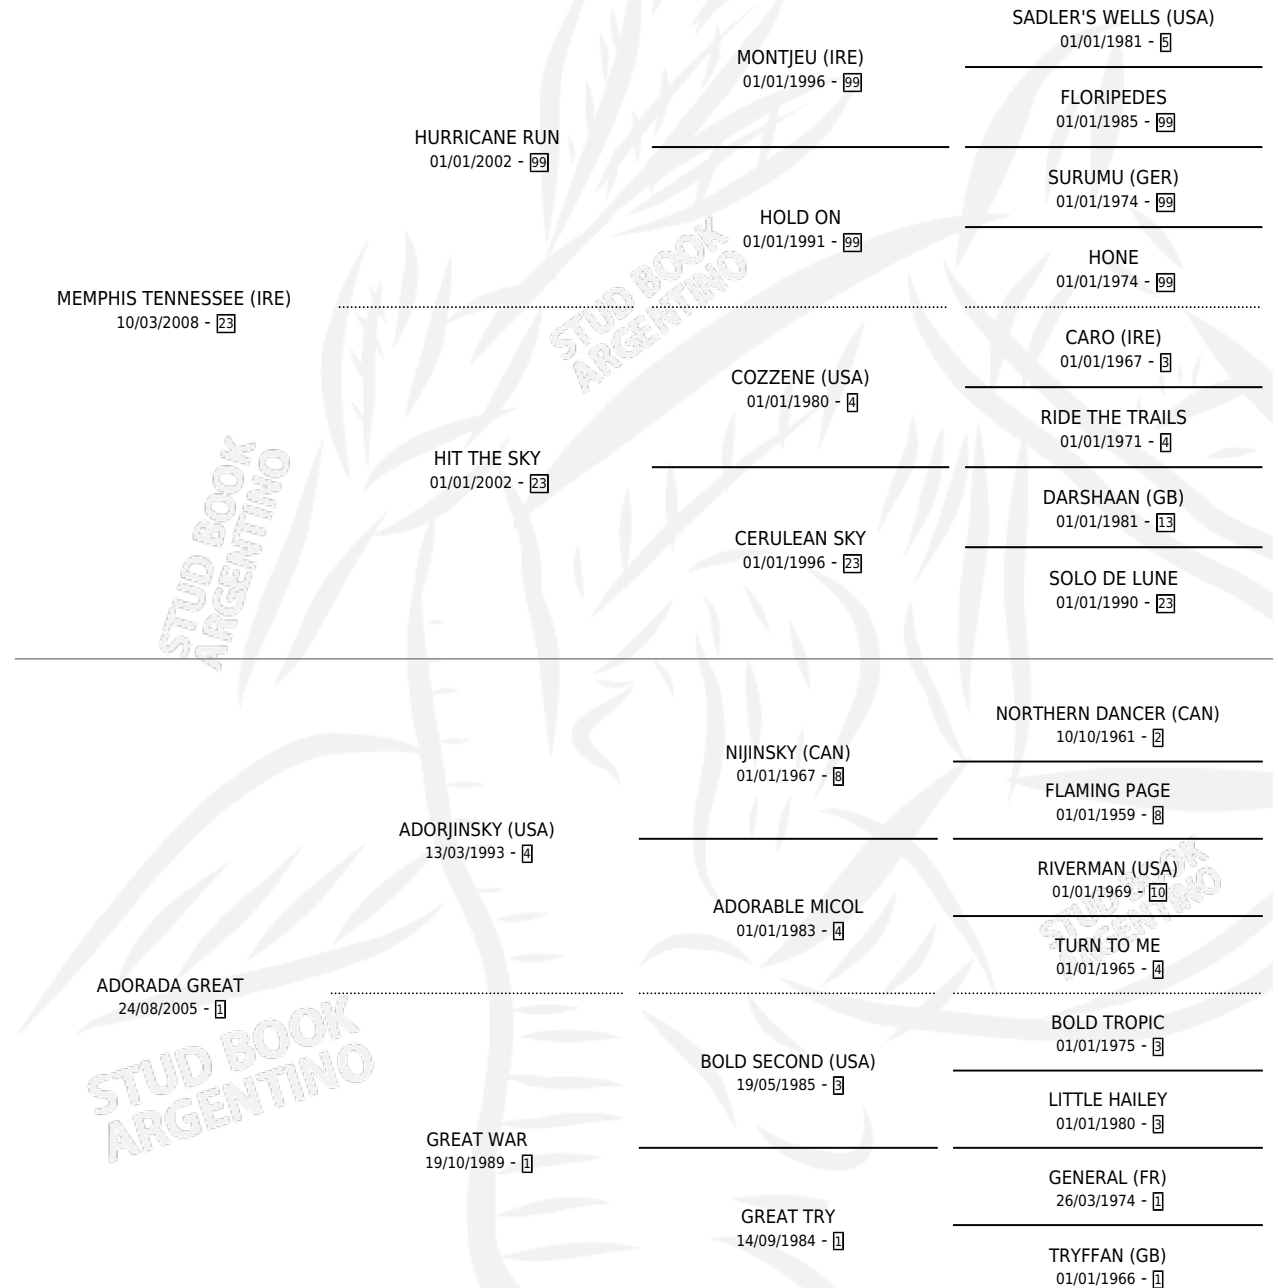 SADLER'S WELLS (USA)
01/01/1981 - 5
MONTJEU (IRE)
01/01/1996 - 99
FLORIPEDES
01/01/1985 - 99
HURRICANE RUN
01/01/2002 - 99
SURUMU (GER)
01/01/1974 - 99
HOLD ON
01/01/1991 - 99
HONE
01/01/1974 - 99
MEMPHIS TENNESSEE (IRE)
10/03/2008 - 23
CARO (IRE)
01/01/1967 - 3
COZZENE (USA)
01/01/1980 - 4
RIDE THE TRAILS
01/01/1971 - 4
HIT THE SKY
01/01/2002 - 23
DARSHAAN (GB)
01/01/1981 - 13
CERULEAN SKY
01/01/1996 - 23
SOLO DE LUNE
01/01/1990 - 23
NORTHERN DANCER (CAN)
10/10/1961 - 2
NIJINSKY (CAN)
01/01/1967 - 8
FLAMING PAGE
01/01/1959 - 8
ADORJINSKY (USA)
13/03/1993 - 4
RIVERMAN (USA)
01/01/1969 - 10
ADORABLE MICOL
01/01/1983 - 4
TURN TO ME
01/01/1965 - 4
ADORADA GREAT
24/08/2005 - 1
BOLD TROPIC
01/01/1975 - 3
BOLD SECOND (USA)
19/05/1985 - 3
LITTLE HAILEY
01/01/1980 - 3
GREAT WAR
19/10/1989 - 1
GENERAL (FR)
26/03/1974 - 1
GREAT TRY
14/09/1984 - 1
TRYFFAN (GB)
01/01/1966 - 1
STUD BOOK
ARGENTINO
STUD BOOK
ARGENTINO
STUD BOOK
ARGENTINO
STUD BOOK
ARGENTINO